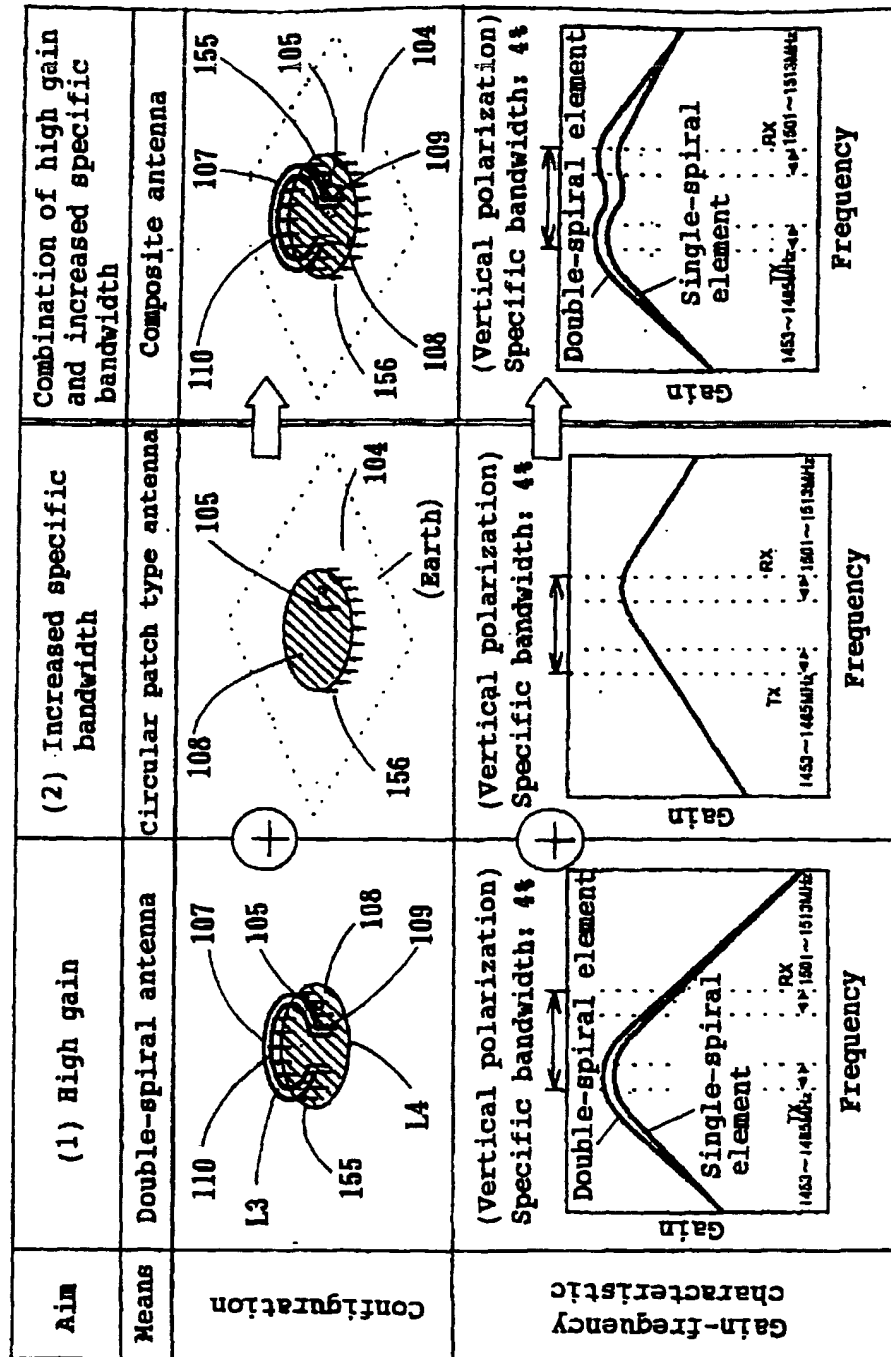 Aim
(1) High gain
(2) Increased specific
bandwidth
Combination of high gain
and increased specific
bandwidth
Means
Double-spiral antenna
Circular patch type antenna
Composite antenna
Configuration
110
107
105
108
109
L3
155
L4
108
105
104
156
(Earth)
110
107
155
105
104
109
108
156
Gain-frequency
characteristic
(Vertical polarization)
Specific bandwidth: 4%
Double-spiral element
Single-spiral
element
TX
1453~1465MHz
RX
1501~1513MHz
Gain
Frequency
(Vertical polarization)
Specific bandwidth: 4%
TX
1453~1465MHz
RX
1501~1513MHz
Gain
Frequency
(Vertical polarization)
Specific bandwidth: 4%
Double-spiral element
Single-spiral
element
TX
1453~1465MHz
RX
1501~1513MHz
Gain
Frequency